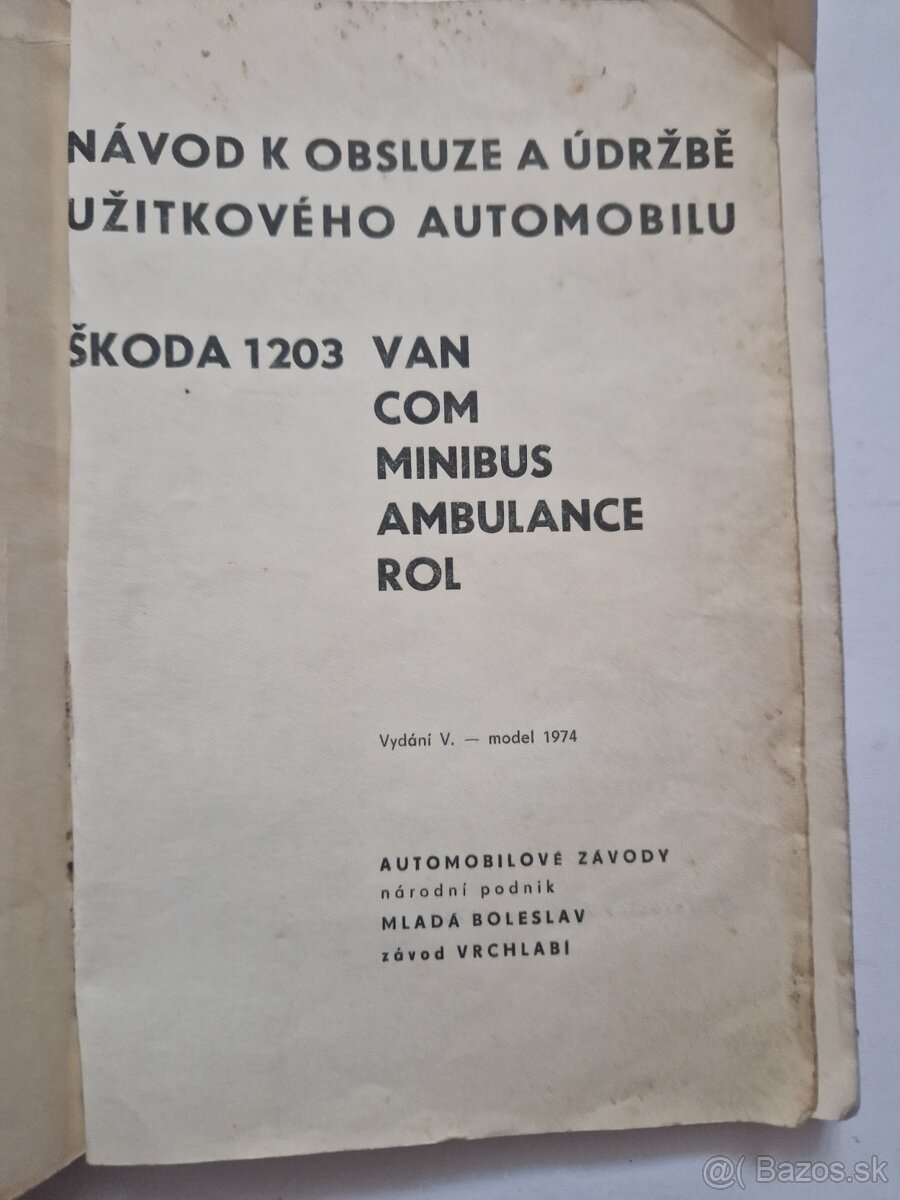 NÁVOD K OBSLUZE A ÚDRŽBĚ
UŽITKOVÉHO AUTOMOBILU
ŠKODA 1203 VAN
COM
MINIBUS
AMBULANCE
ROL
Vydání V. — model 1974
AUTOMOBILOVÉ ZÁVODY
národní podnik
MLADÁ BOLESLAV
závod VRCHLABÍ
@( Bazos.sk